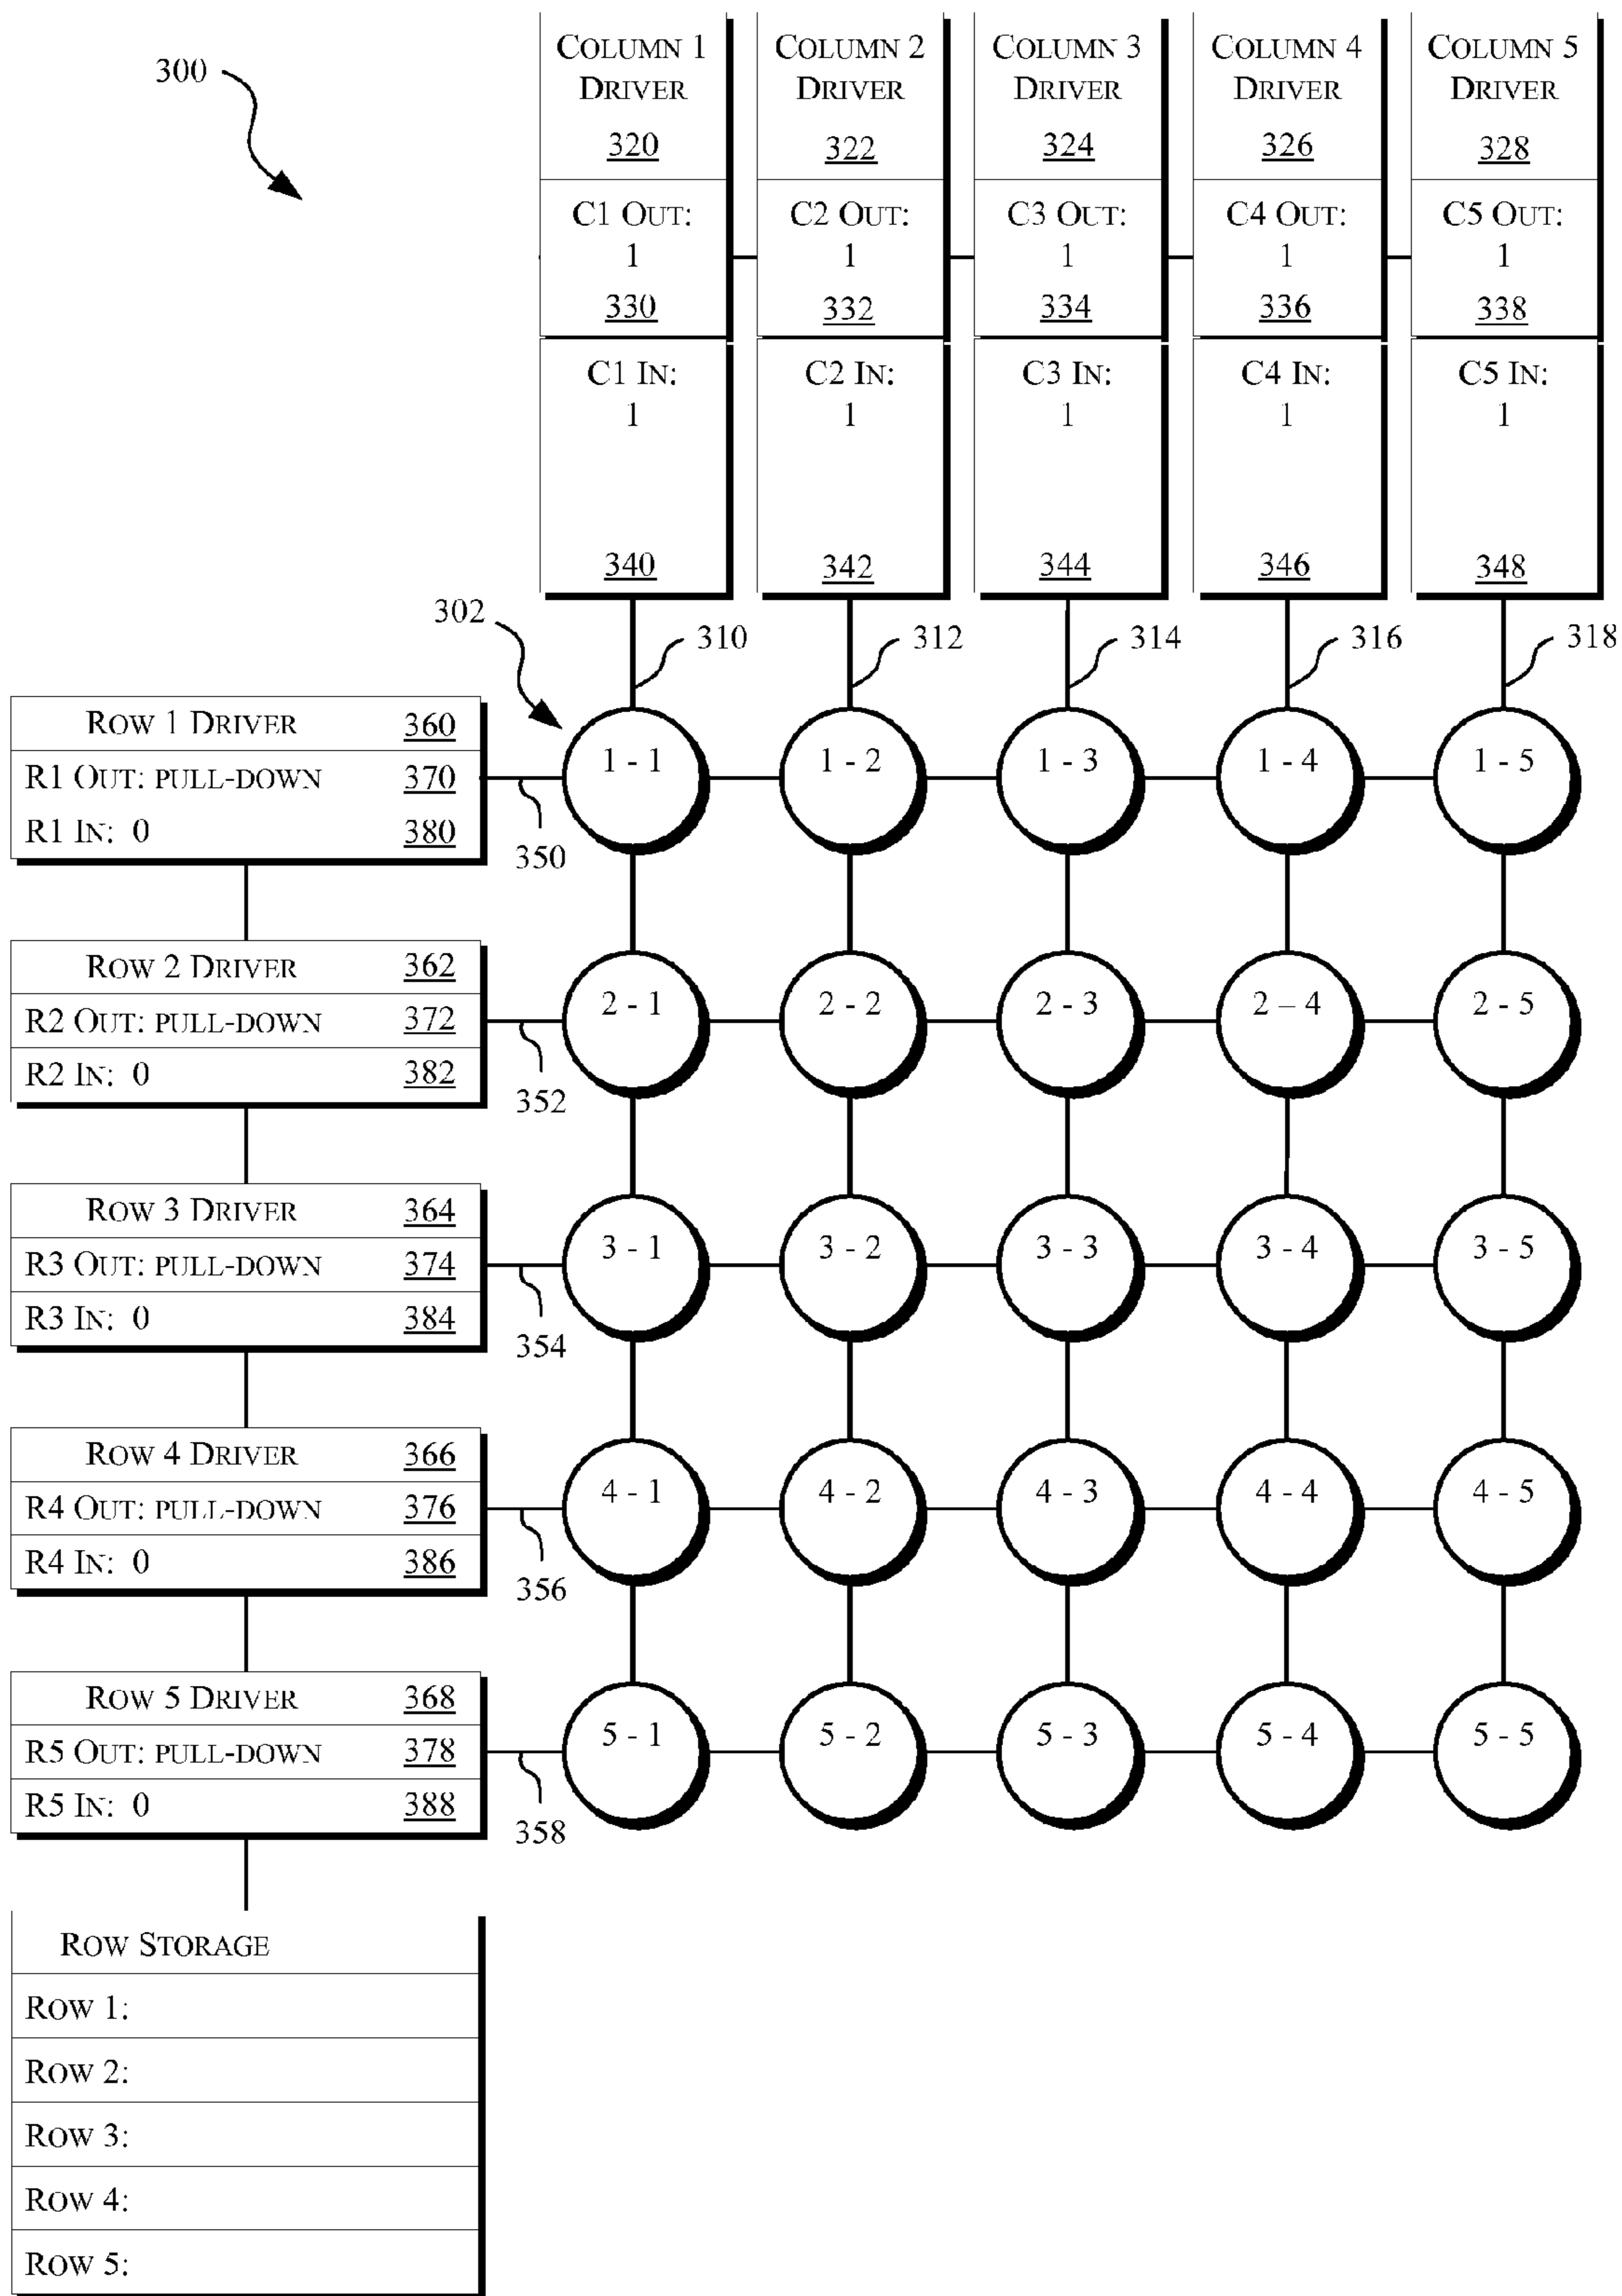 300
COLUMN 1 DRIVER 320
C1 OUT: 1 330
C1 IN: 1 340
COLUMN 2 DRIVER 322
C2 OUT: 1 332
C2 IN: 1 342
COLUMN 3 DRIVER 324
C3 OUT: 1 334
C3 IN: 1 344
COLUMN 4 DRIVER 326
C4 OUT: 1 336
C4 IN: 1 346
COLUMN 5 DRIVER 328
C5 OUT: 1 338
C5 IN: 1 348
302
310 312 314 316 318
ROW 1 DRIVER 360
R1 OUT: PULL-DOWN 370
R1 IN: 0 380
350
1 - 1 1 - 2 1 - 3 1 - 4 1 - 5
ROW 2 DRIVER 362
R2 OUT: PULL-DOWN 372
R2 IN: 0 382
352
2 - 1 2 - 2 2 - 3 2 – 4 2 - 5
ROW 3 DRIVER 364
R3 OUT: PULL-DOWN 374
R3 IN: 0 384
354
3 - 1 3 - 2 3 - 3 3 - 4 3 - 5
ROW 4 DRIVER 366
R4 OUT: PULL-DOWN 376
R4 IN: 0 386
356
4 - 1 4 - 2 4 - 3 4 - 4 4 - 5
ROW 5 DRIVER 368
R5 OUT: PULL-DOWN 378
R5 IN: 0 388
358
5 - 1 5 - 2 5 - 3 5 - 4 5 - 5
ROW STORAGE
ROW 1:
ROW 2:
ROW 3:
ROW 4:
ROW 5: